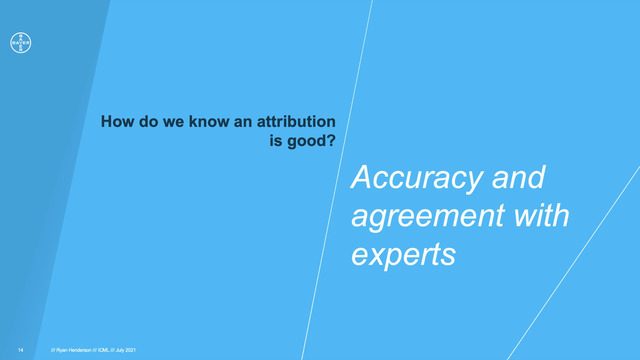 BAYER
How do we know an attribution
is good?
Accuracy and
agreement with
experts
14
/// Ryan Henderson /// ICML /// July 2021